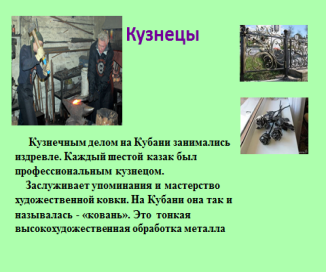 Кузнецы
Кузнечным делом на Кубани занимались
издревле. Каждый шестой казак был
профессиональным кузнецом.
Заслуживает упоминания и мастерство
художественной ковки. На Кубани она так и
называлась - «ковань». Это тонкая
высокохудожественная обработка металла